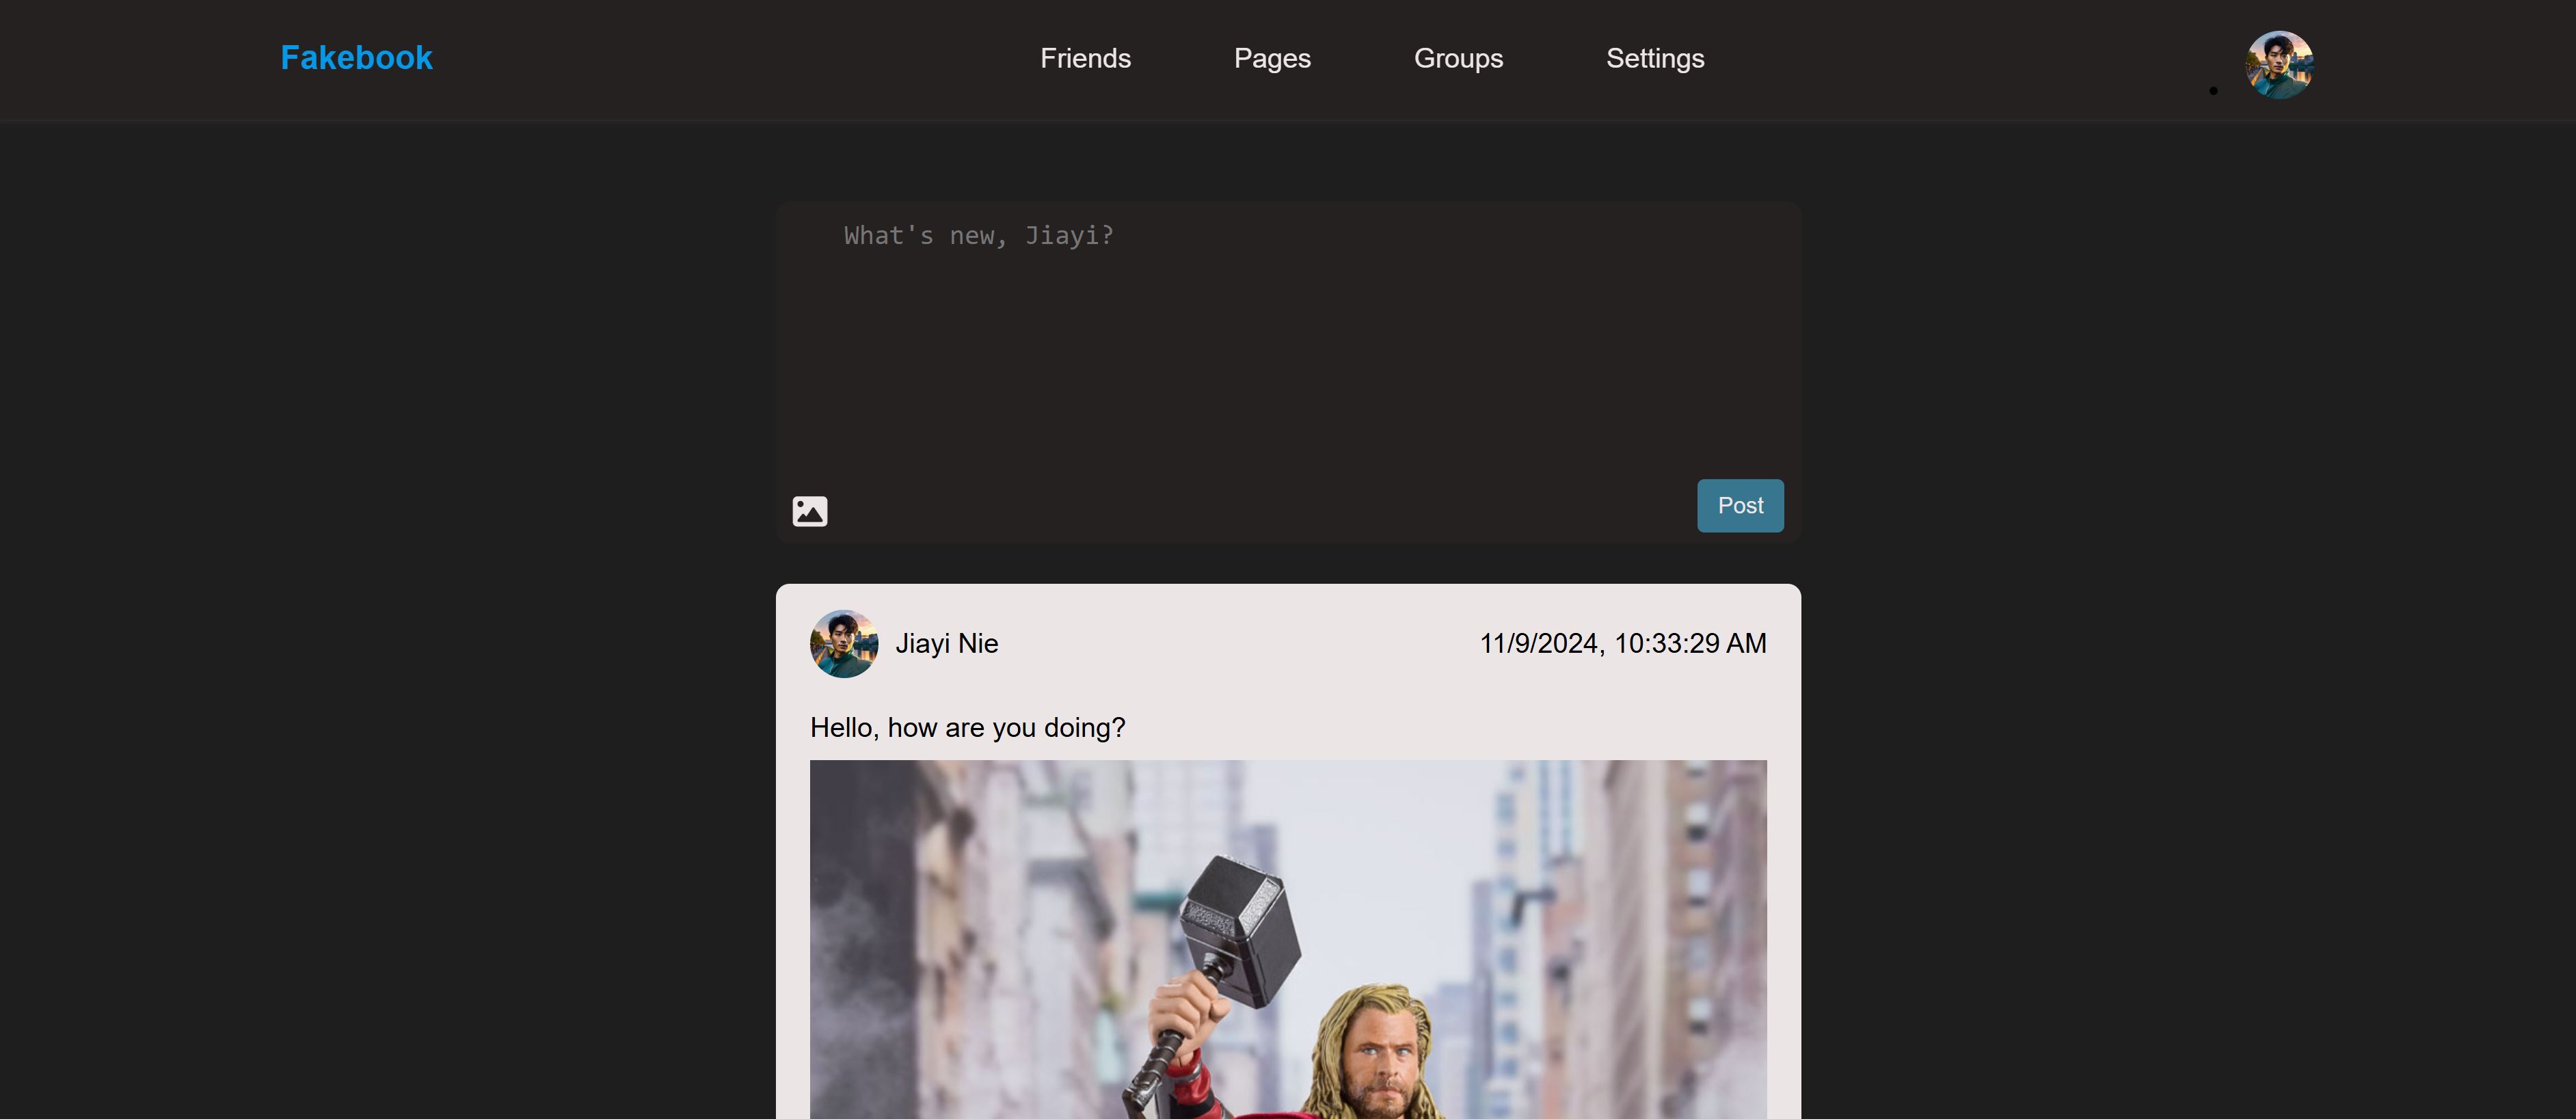 Fakebook
Friends Pages Groups Settings
What's new, Jiayi?
Post
Jiayi Nie 11/9/2024, 10:33:29 AM
Hello, how are you doing?